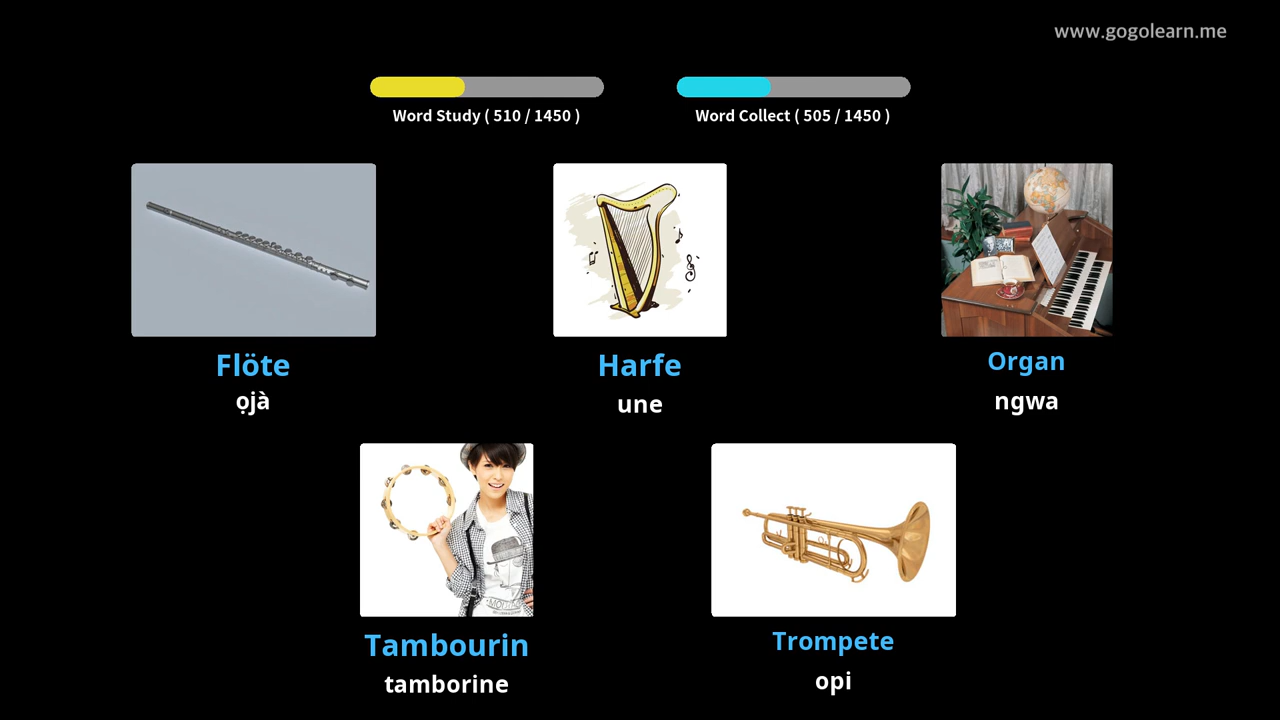 www.gogolearn.me
Word Study ( 510 / 1450 )
Word Collect ( 505 / 1450 )
Flöte
ọjà
Harfe
une
Organ
ngwa
Tambourin
tamborine
Trompete
opi